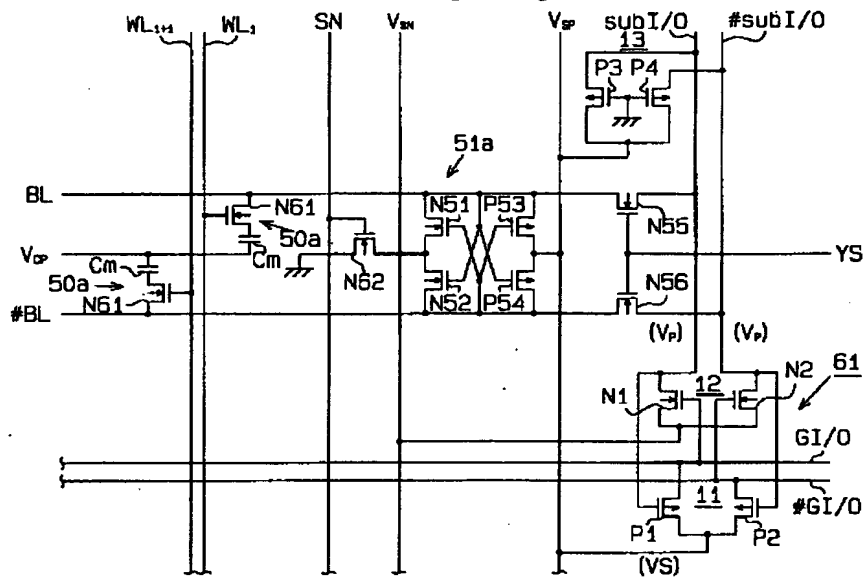 WLl+1 WLl SN VSN VSP subI/O #subI/O
13
P3 P4
51a
BL
N61
N51 P53
50a
N55
VCP
Cm
Cm
N62
YS
50a
N52 P54
N56
N61
#BL
(VP) (VP)
61
N1 12 N2
GI/O
#GI/O
11
P1 P2
(VS)